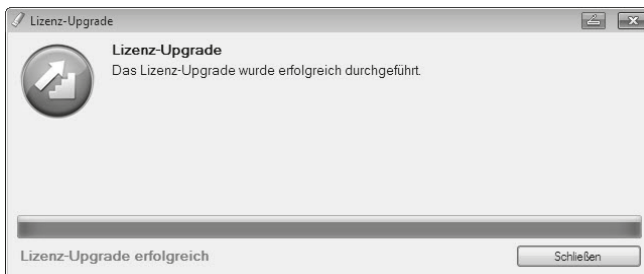 Lizenz-Upgrade
Lizenz-Upgrade
Das Lizenz-Upgrade wurde erfolgreich durchgeführt.
Lizenz-Upgrade erfolgreich
Schließen